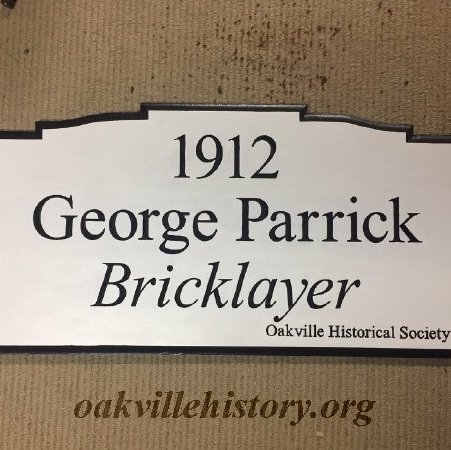 1912
George Parrick
Bricklayer
Oakville Historical Society
oakvillehistory.org